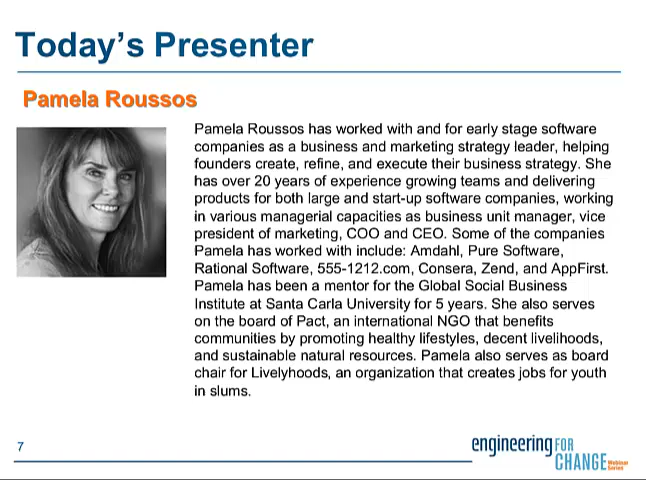 Today's Presenter
Pamela Roussos
Pamela Roussos has worked with and for early stage software
companies as a business and marketing strategy leader, helping
founders create, refine, and execute their business strategy. She
has over 20 years of experience growing teams and delivering
products for both large and start-up software companies, working
in various managerial capacities as business unit manager, vice
president of marketing, COO and CEO. Some of the companies
Pamela has worked with include: Amdahl, Pure Software,
Rational Software, 555-1212.com, Consera, Zend, and AppFirst.
Pamela has been a mentor for the Global Social Business
Institute at Santa Carla University for 5 years. She also serves
on the board of Pact, an international NGO that benefits
communities by promoting healthy lifestyles, decent livelihoods,
and sustainable natural resources. Pamela also serves as board
chair for Livelyhoods, an organization that creates jobs for youth
in slums.
7
engineering FOR
CHANGE Webinar
Series